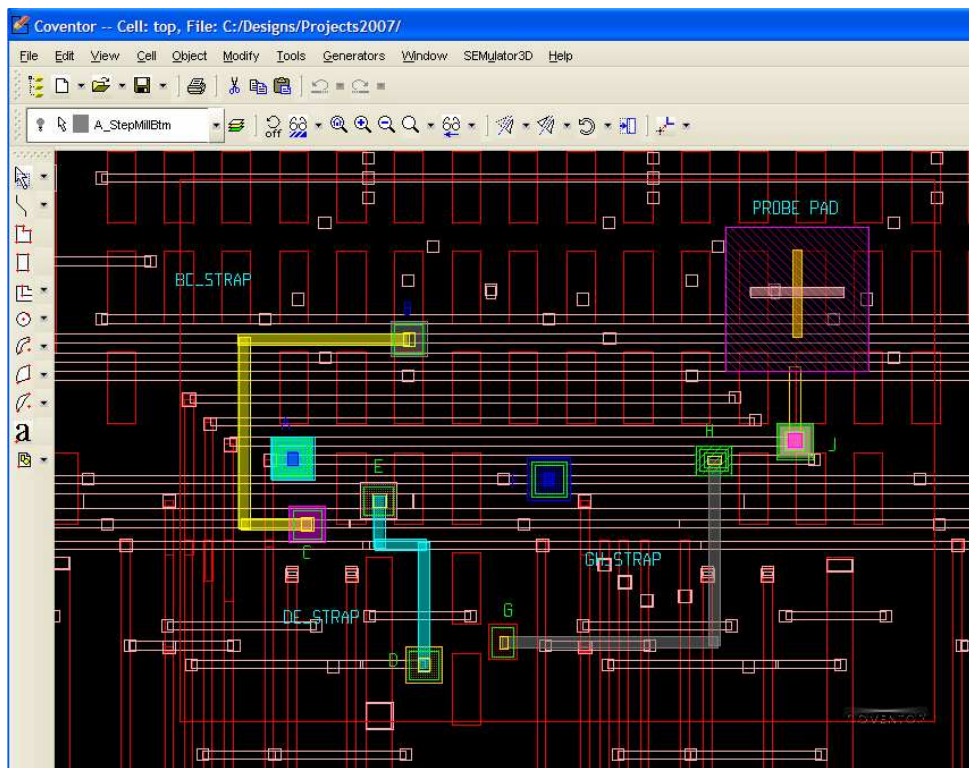 Coventor -- Cell: top, File: C:/Designs/Projects2007/
File Edit View Cell Object Modify Tools Generators Window SEMulator3D Help
A_StepMillBtm
off
PROBE PAD
BC_STRAP
B
A
E
H
J
C
GH_STRAP
DE_STRAP
G
D
a
COVENTOR